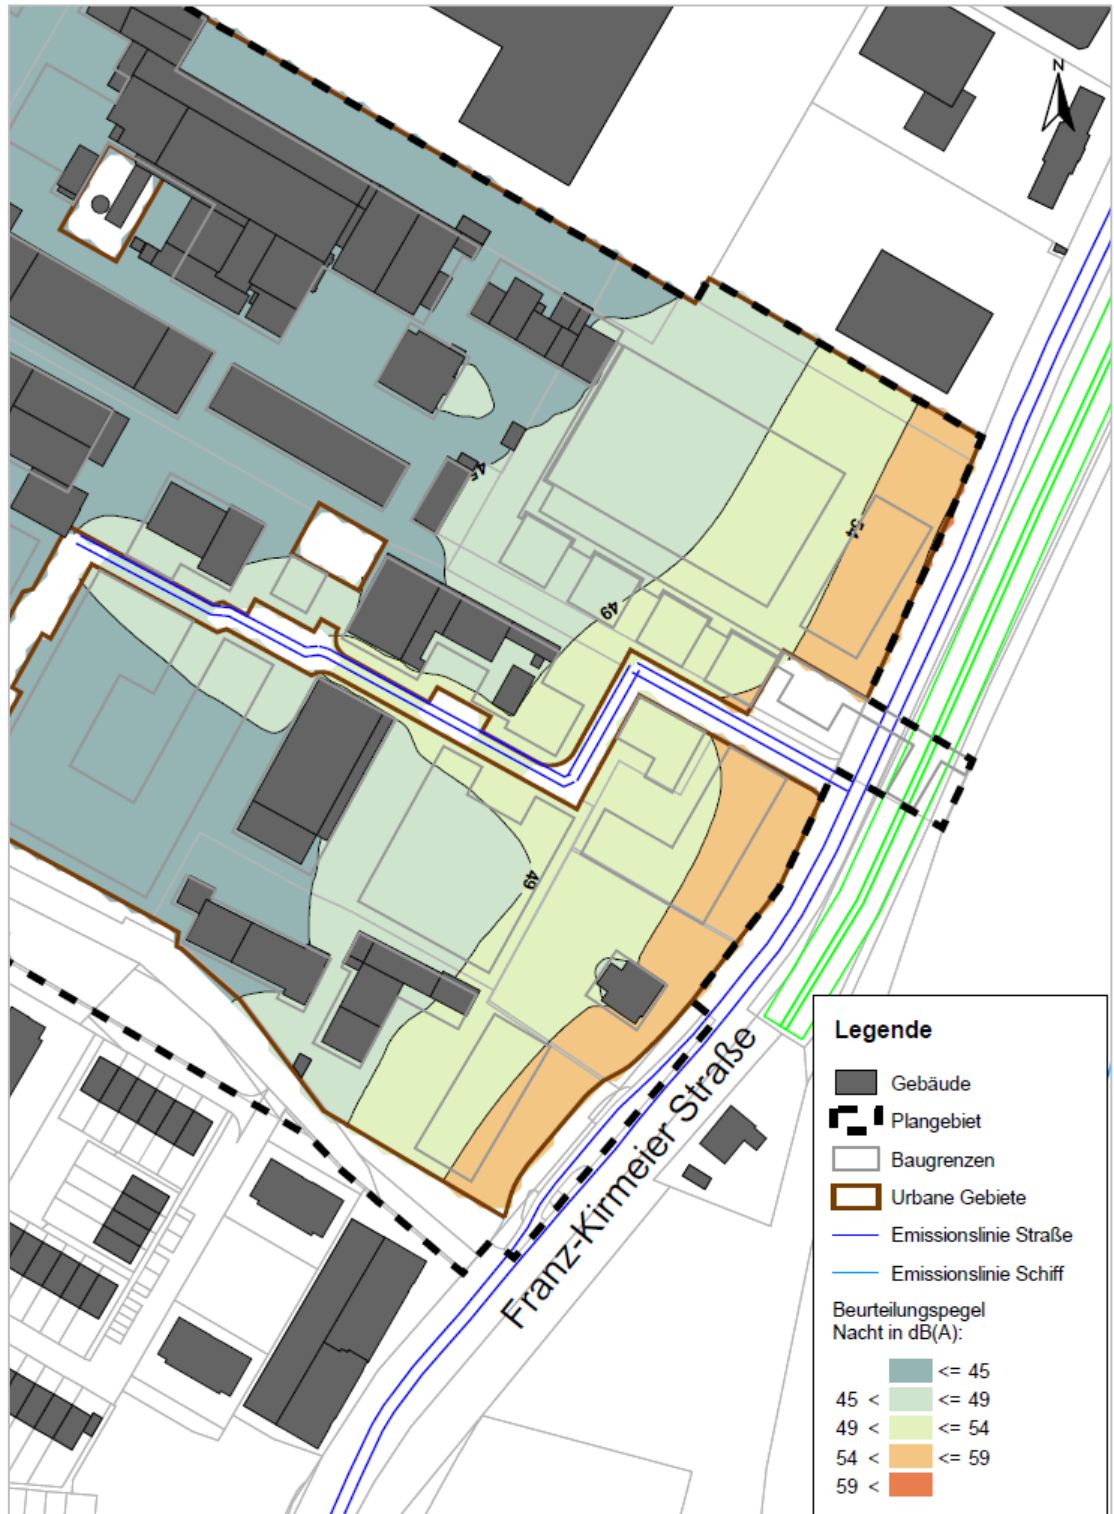 N
45
54
49
49
Franz-Kirmeier Straße
Legende
Gebäude
Plangebiet
Baugrenzen
Urbane Gebiete
Emissionslinie Straße
Emissionslinie Schiff
Beurteilungspegel
Nacht in dB(A):
<= 45
45 < <= 49
49 < <= 54
54 < <= 59
59 <